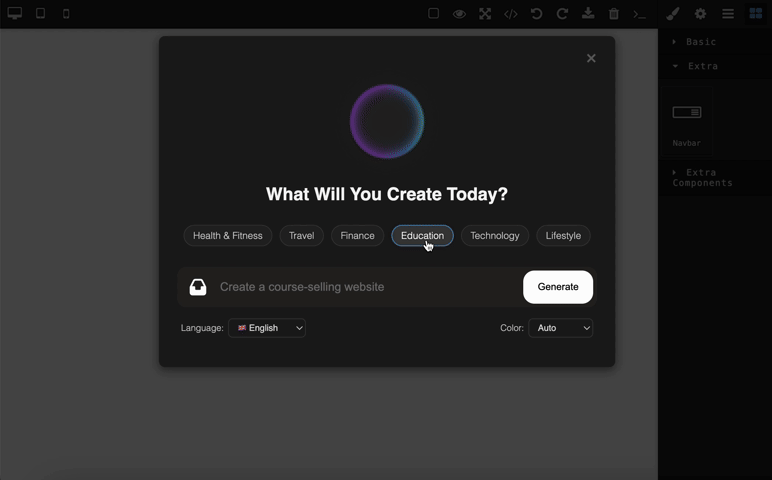 Basic
Extra
Navbar
Extra
Components
What Will You Create Today?
Health & Fitness
Travel
Finance
Education
Technology
Lifestyle
Create a course-selling website
Generate
Language:
English
Color:
Auto